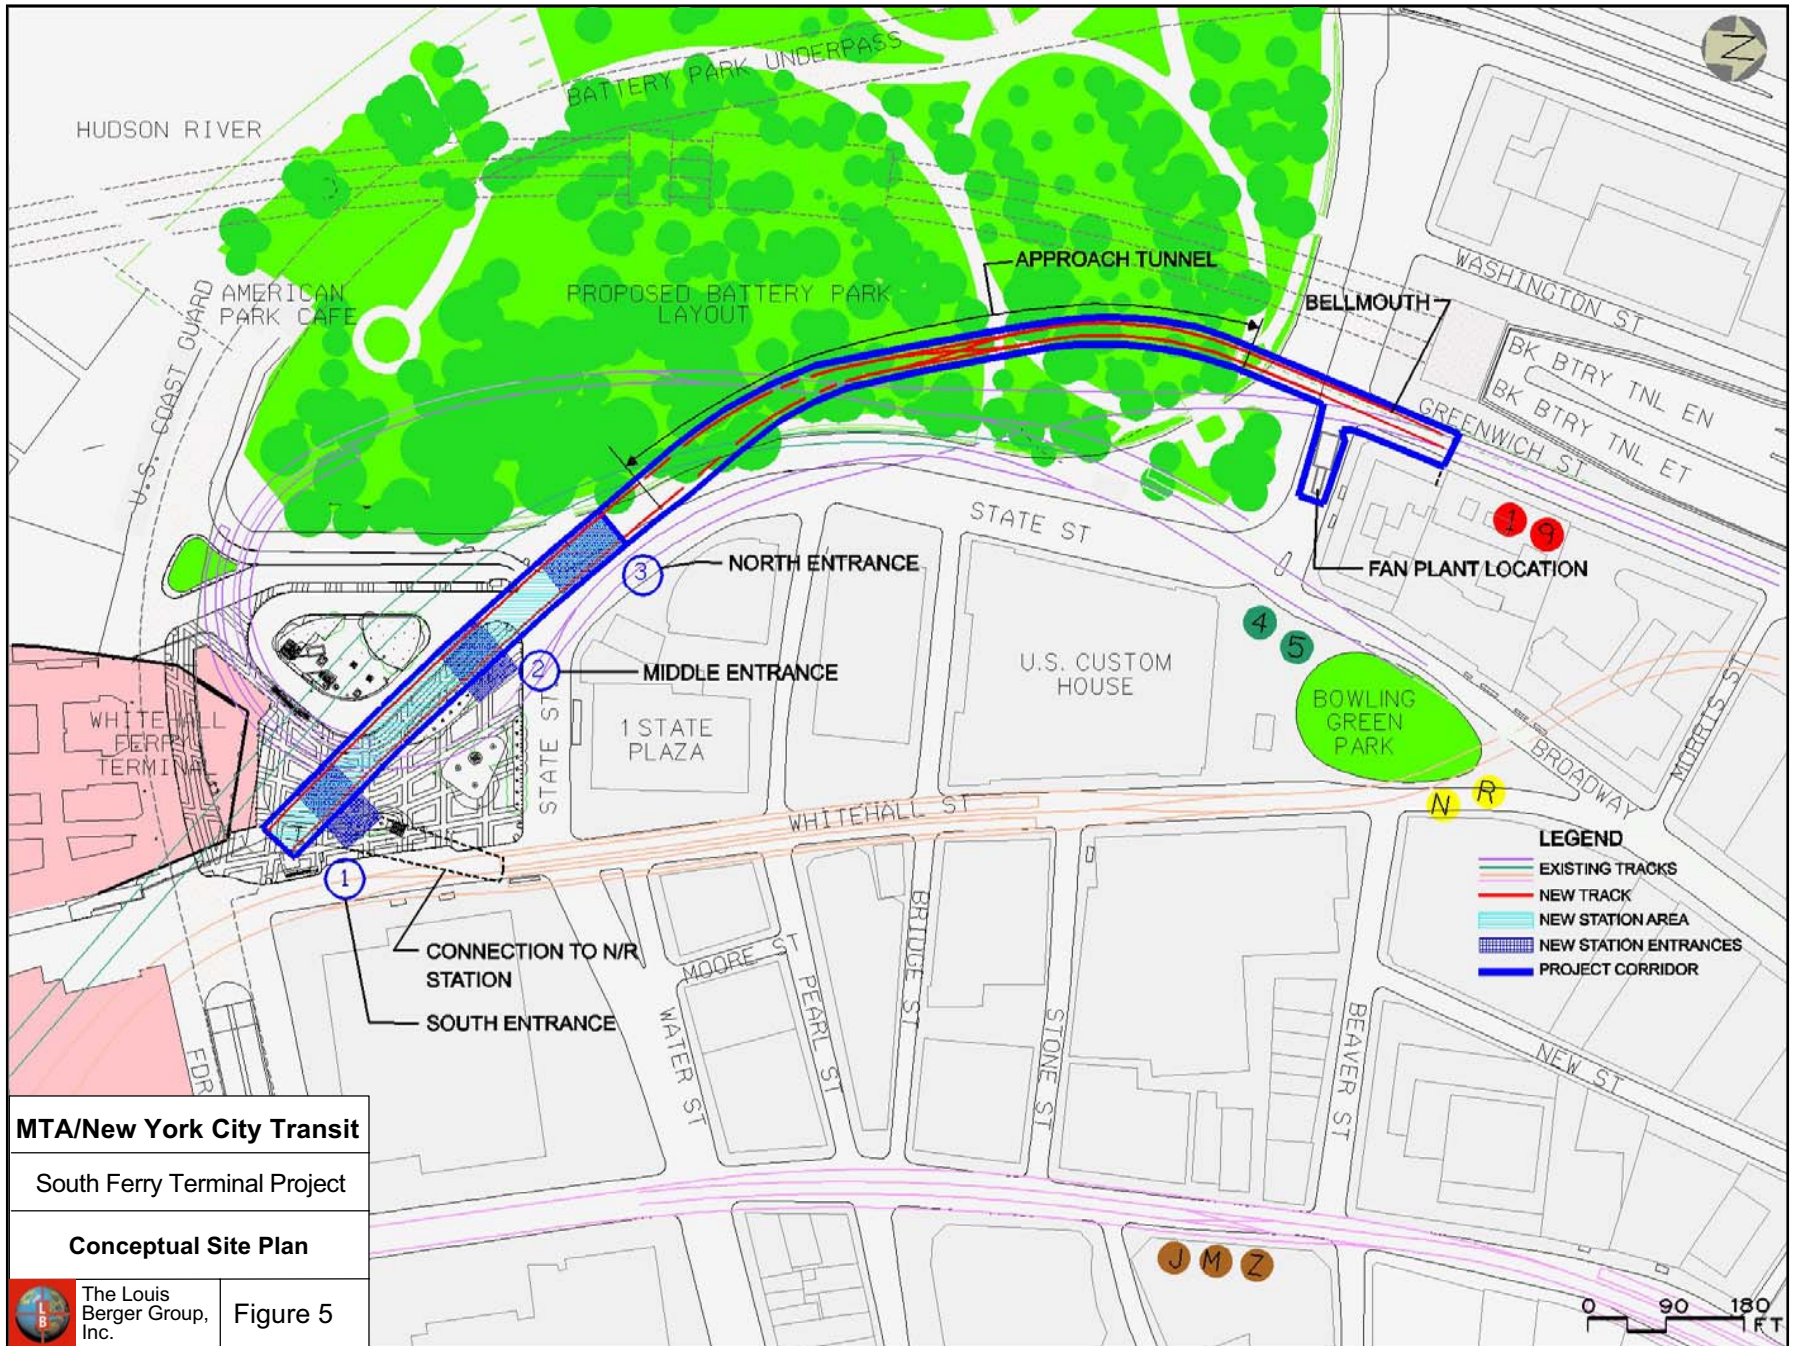 N
BATTERY PARK UNDERPASS
HUDSON RIVER
WASHINGTON ST
APPROACH TUNNEL
BELLMOUTH
AMERICAN
PARK CAFE
PROPOSED BATTERY PARK
LAYOUT
U.S. COAST GUARD
BK BTRY TNL EN
BK BTRY TNL ET
GREENWICH ST
STATE ST
1 9
3
NORTH ENTRANCE
FAN PLANT LOCATION
4
5
2
MIDDLE ENTRANCE
U.S. CUSTOM
HOUSE
BOWLING
GREEN
PARK
MORRIS ST
BROADWAY
WHITEHALL
FERRY
TERMINAL
STATE ST
1 STATE
PLAZA
WHITEHALL ST
N R
1
LEGEND
EXISTING TRACKS
NEW TRACK
NEW STATION AREA
NEW STATION ENTRANCES
PROJECT CORRIDOR
CONNECTION TO N/R
STATION
SOUTH ENTRANCE
MOORE ST
PEARL ST
BRIDGE ST
WATER ST
STONE ST
BEAVER ST
NEW ST
FDR
MTA/New York City Transit
South Ferry Terminal Project
Conceptual Site Plan
L
B
The Louis
Berger Group,
Inc.
Figure 5
J M Z
0 90 180
FT